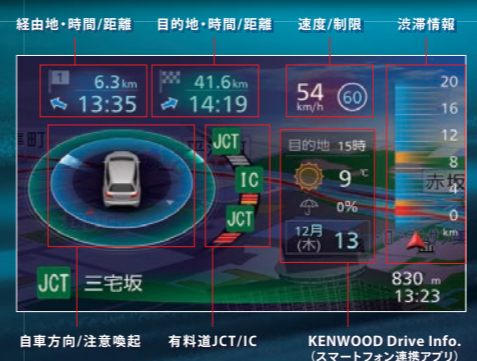 経由地・時間/距離
目的地・時間/距離
速度/制限
渋滞情報
1 6.3km
13:35
41.6km
14:19
54 km/h
60
20
16
12
8
4
0
km
JCT
IC
JCT
目的地 15時
9 ℃
0%
12月(木) 13
赤坂
JCT 三宅坂
830 m
13:23
自車方向/注意喚起
有料道JCT/IC
KENWOOD Drive Info.
(スマートフォン連携アプリ)